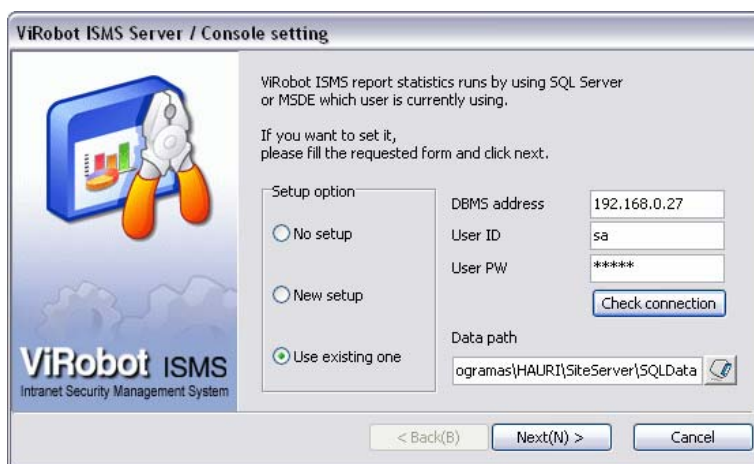 ViRobot ISMS Server / Console setting
ViRobot ISMS report statistics runs by using SQL Server
or MSDE which user is currently using.
If you want to set it,
please fill the requested form and click next.
Setup option
No setup
New setup
Use existing one
DBMS address 192.168.0.27
User ID sa
User PW *****
Check connection
Data path
ogramas\HAURI\SiteServer\SQLData
ViRobot ISMS
Intranet Security Management System
< Back(B) Next(N) > Cancel